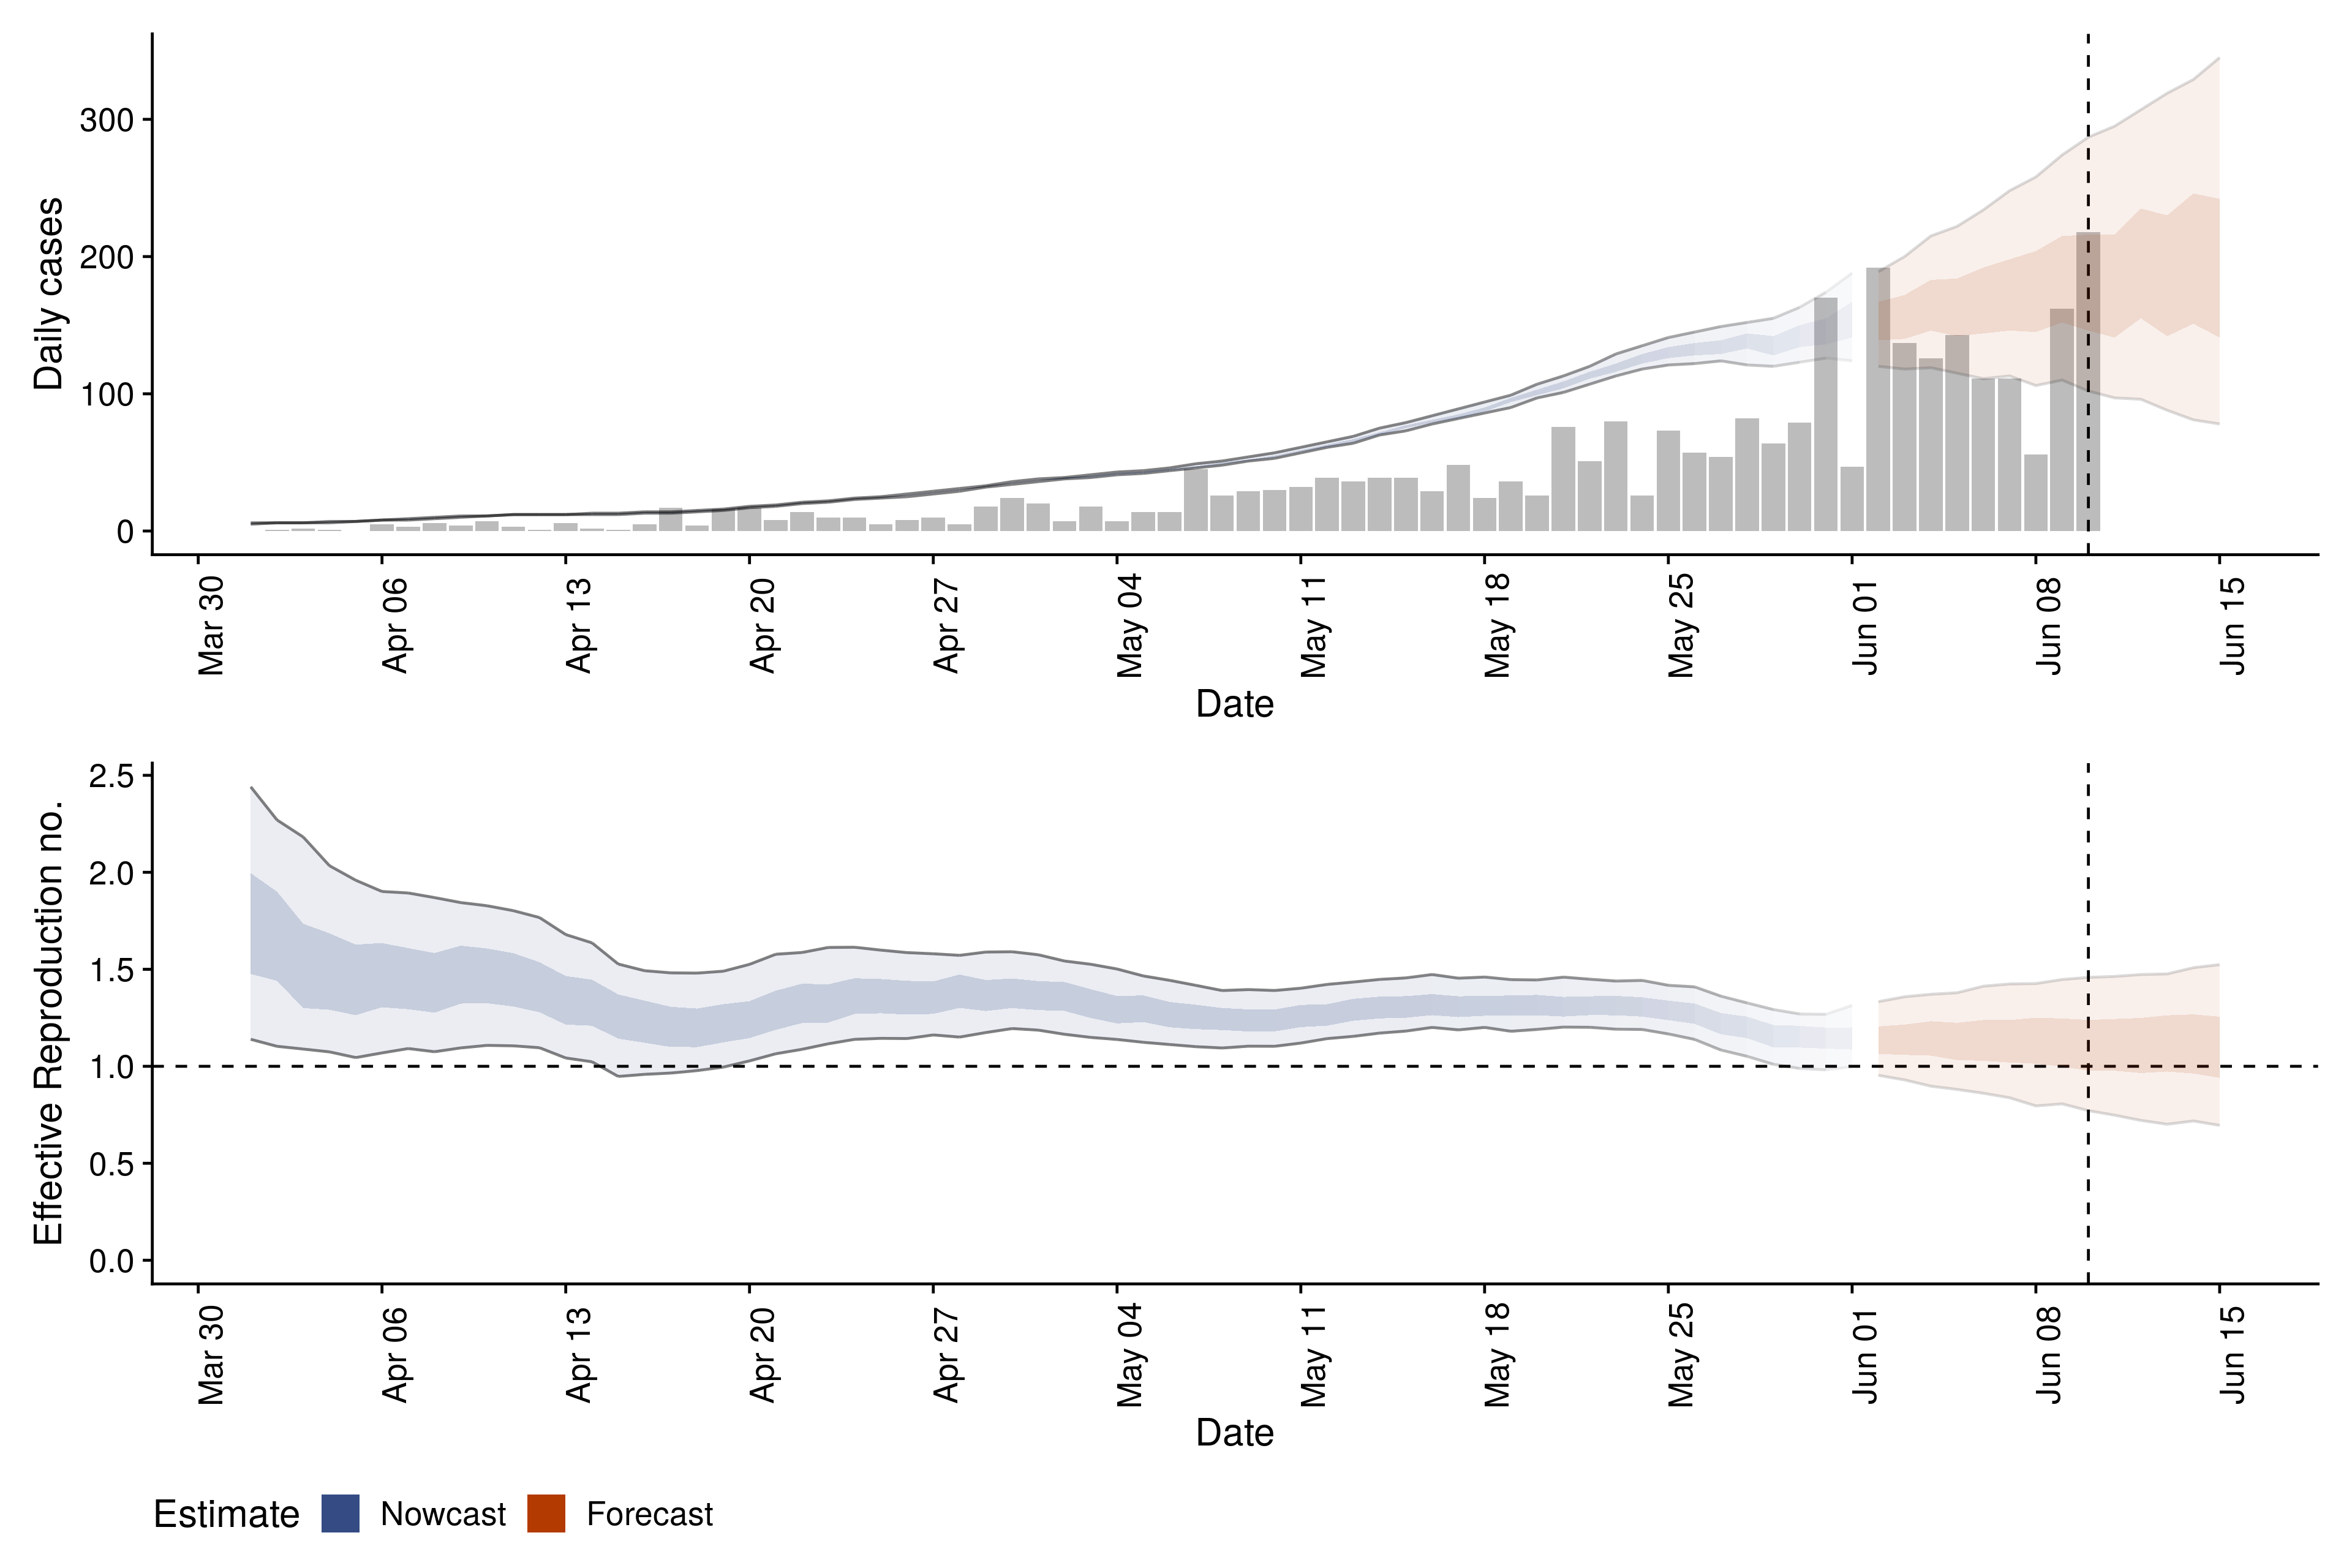 Daily cases
300
200
100
0
Mar 30
Apr 06
Apr 13
Apr 20
Apr 27
May 04
May 11
May 18
May 25
Jun 01
Jun 08
Jun 15
Date
Effective Reproduction no.
2.5
2.0
1.5
1.0
0.5
0.0
Mar 30
Apr 06
Apr 13
Apr 20
Apr 27
May 04
May 11
May 18
May 25
Jun 01
Jun 08
Jun 15
Date
Estimate Nowcast Forecast